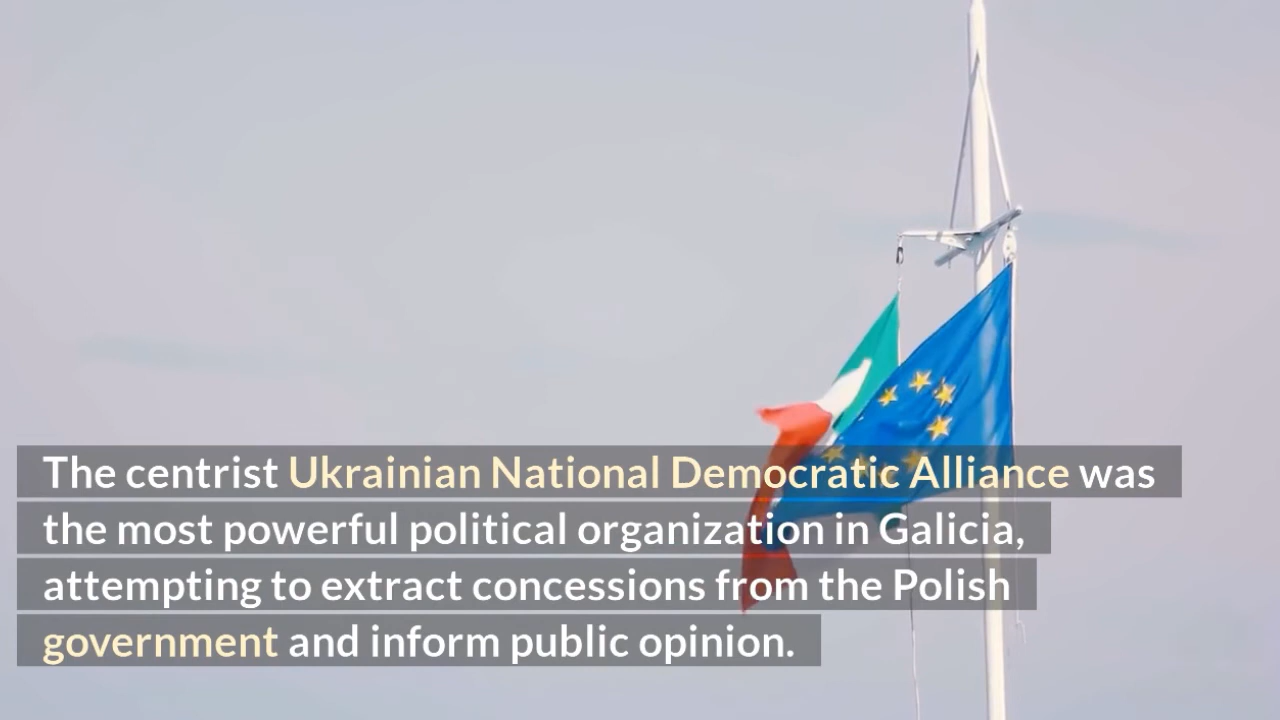 The centrist Ukrainian National Democratic Alliance was
the most powerful political organization in Galicia,
attempting to extract concessions from the Polish
government and inform public opinion.